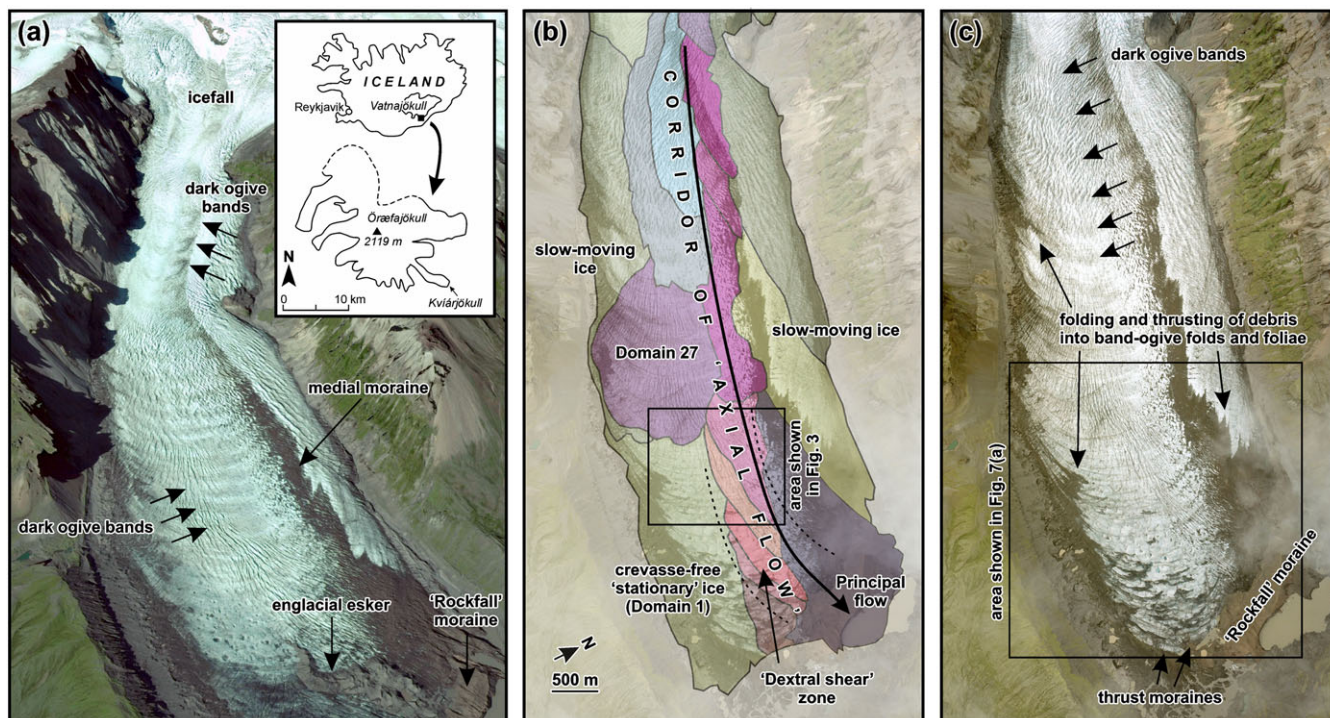 (a)
icefall
dark ogive
bands
medial moraine
dark ogive bands
englacial esker
'Rockfall'
moraine
ICELAND
Reykjavik
Vatnajökull
Öræfajökull
2119 m
N
0
10 km
Kvíárjökull
(b)
CORRIDOR OF 'AXIAL FLOW'
slow-moving
ice
slow-moving ice
Domain 27
area shown
in Fig. 3
crevasse-free
'stationary' ice
(Domain 1)
Principal
flow
N
500 m
'Dextral shear'
zone
(c)
dark ogive bands
folding and thrusting of debris
into band-ogive folds and foliae
area shown in Fig. 7(a)
'Rockfall' moraine
thrust moraines